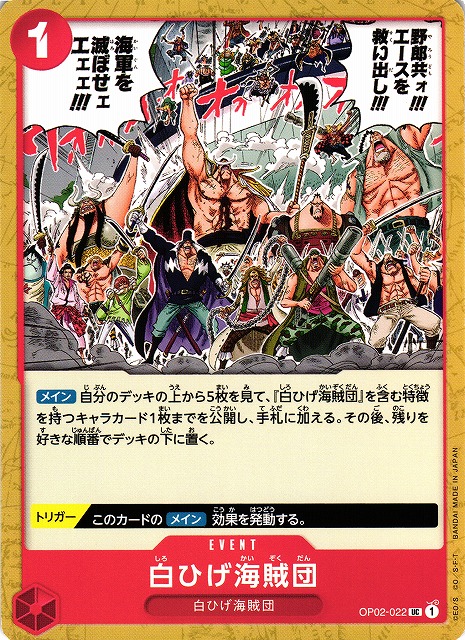 1
野郎共ォ!!!
エースを
救い出し!!!
海軍を
滅ぼせェ
エェェ!!!
オオオオ
メイン 自分のデッキの上から5枚を見て、『白ひげ海賊団』を含む特徴
を持つキャラカード1枚までを公開し、手札に加える。その後、残りを
好きな順番でデッキの下に置く。
トリガー このカードの メイン 効果を発動する。
EVENT
白ひげ海賊団
白ひげ海賊団
OP02-022 UC 1
©EO/S ©O/S・F・T BANDAI MADE IN JAPAN